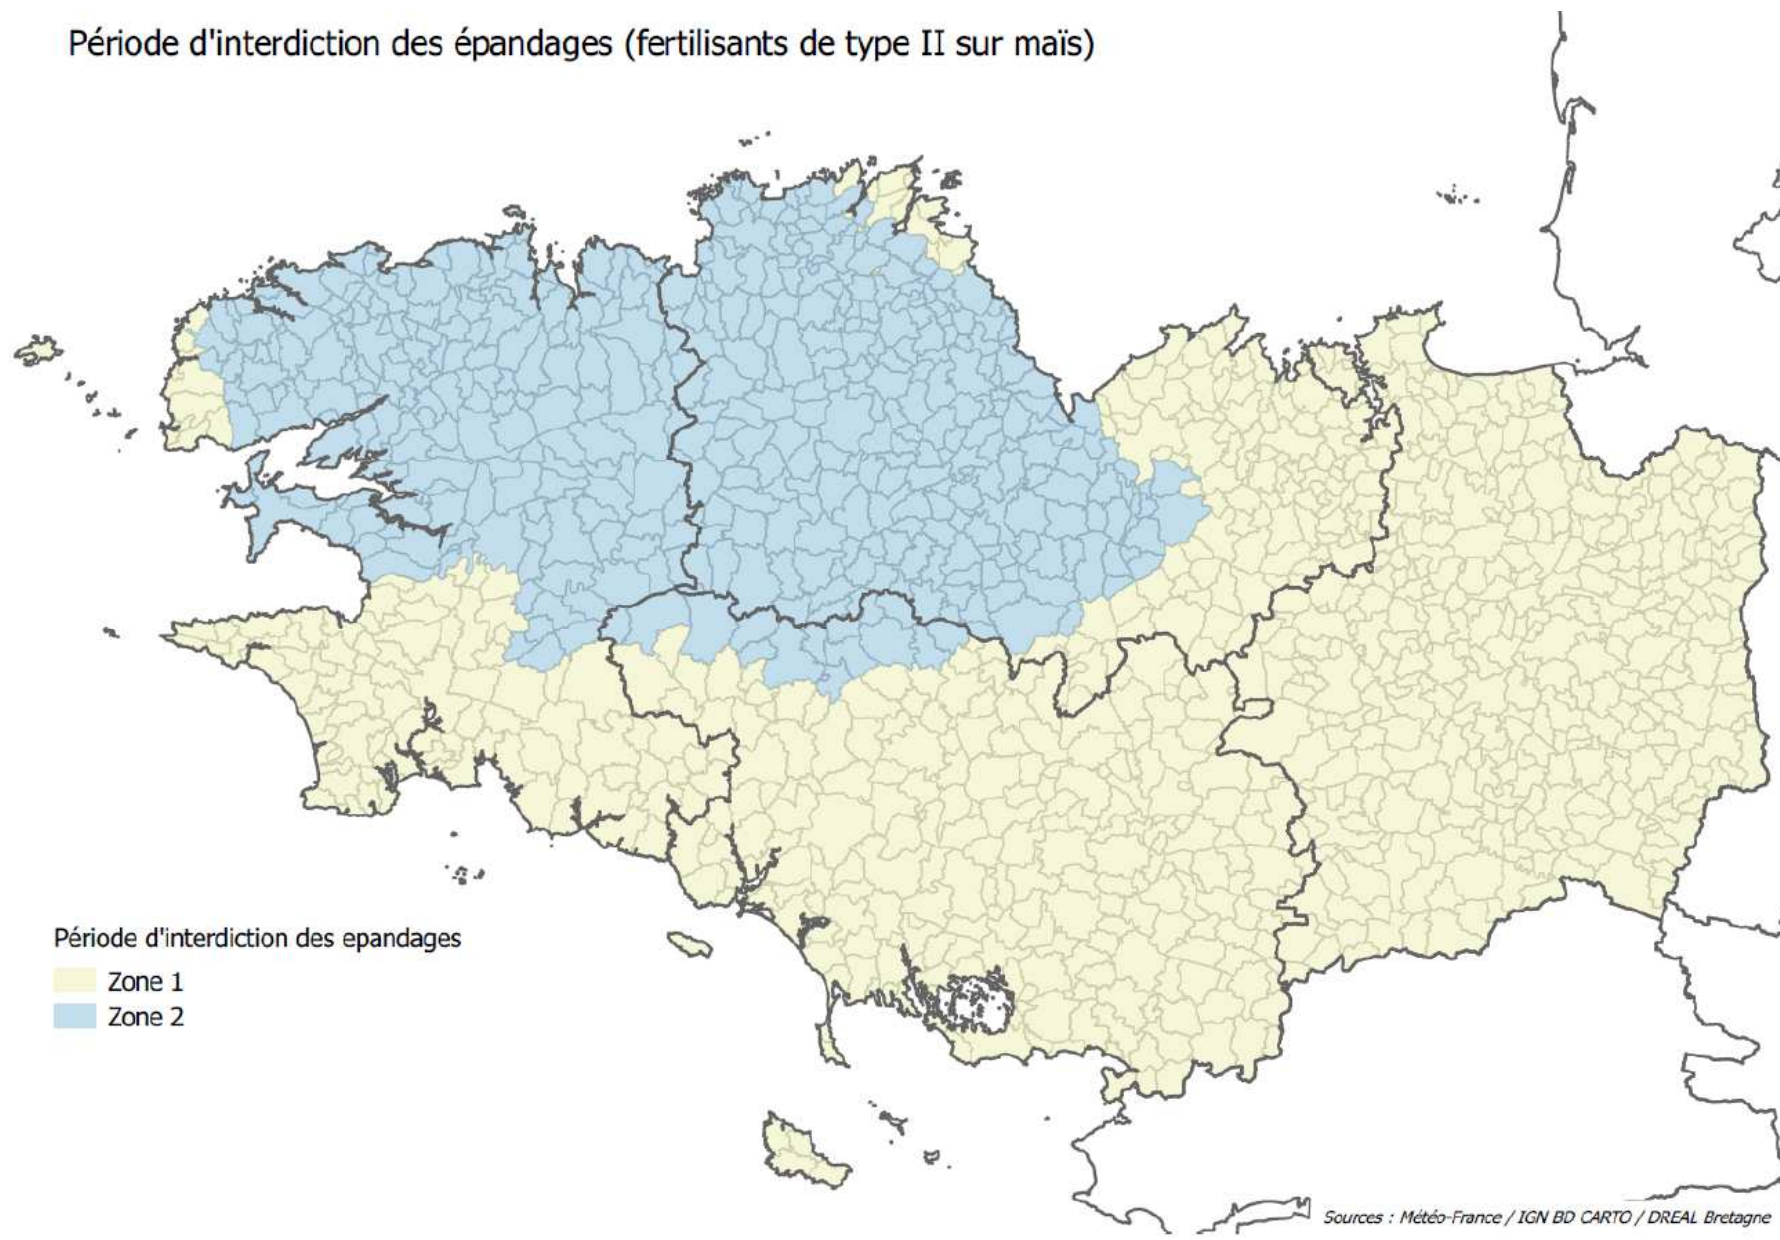 Période d'interdiction des épandages (fertilisants de type II sur maïs)
Période d'interdiction des epandages
Zone 1
Zone 2
Sources : Météo-France / IGN BD CARTO / DREAL Bretagne